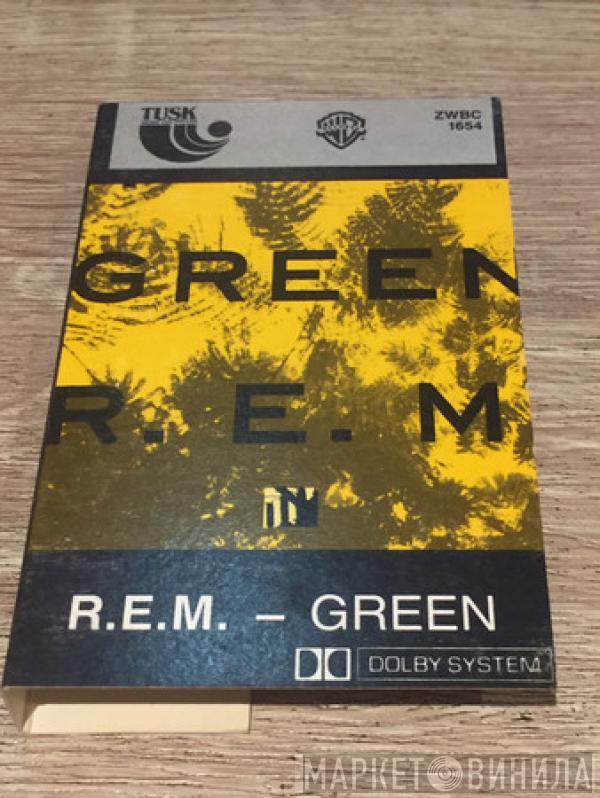 TUSK
ZWBC
1654
GREEN
R. E. M
R.E.M. – GREEN
DOLBY SYSTEM
МАРКЕТ ВИНИЛА